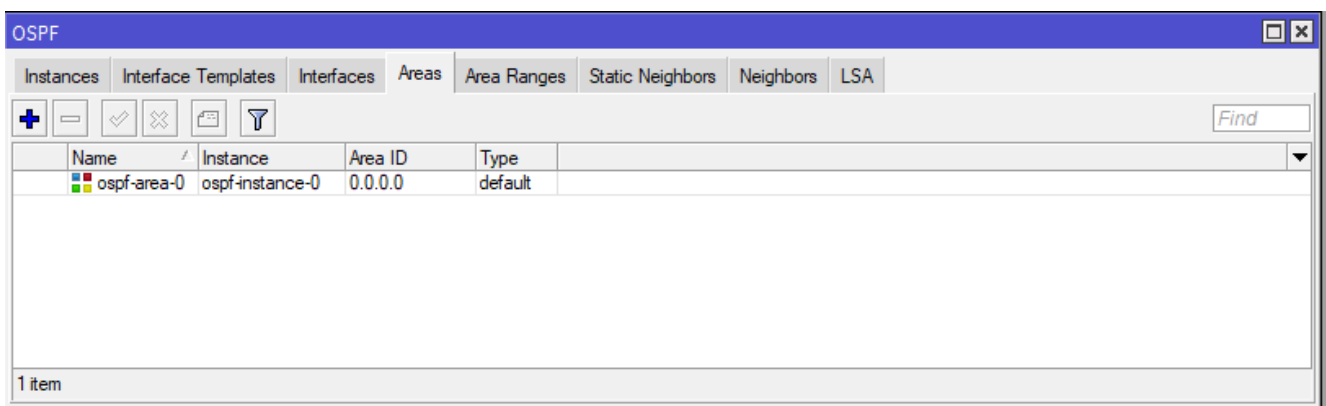 OSPF
Instances Interface Templates Interfaces Areas Area Ranges Static Neighbors Neighbors LSA
Find
Name Instance Area ID Type
ospf-area-0 ospf-instance-0 0.0.0.0 default
1 item